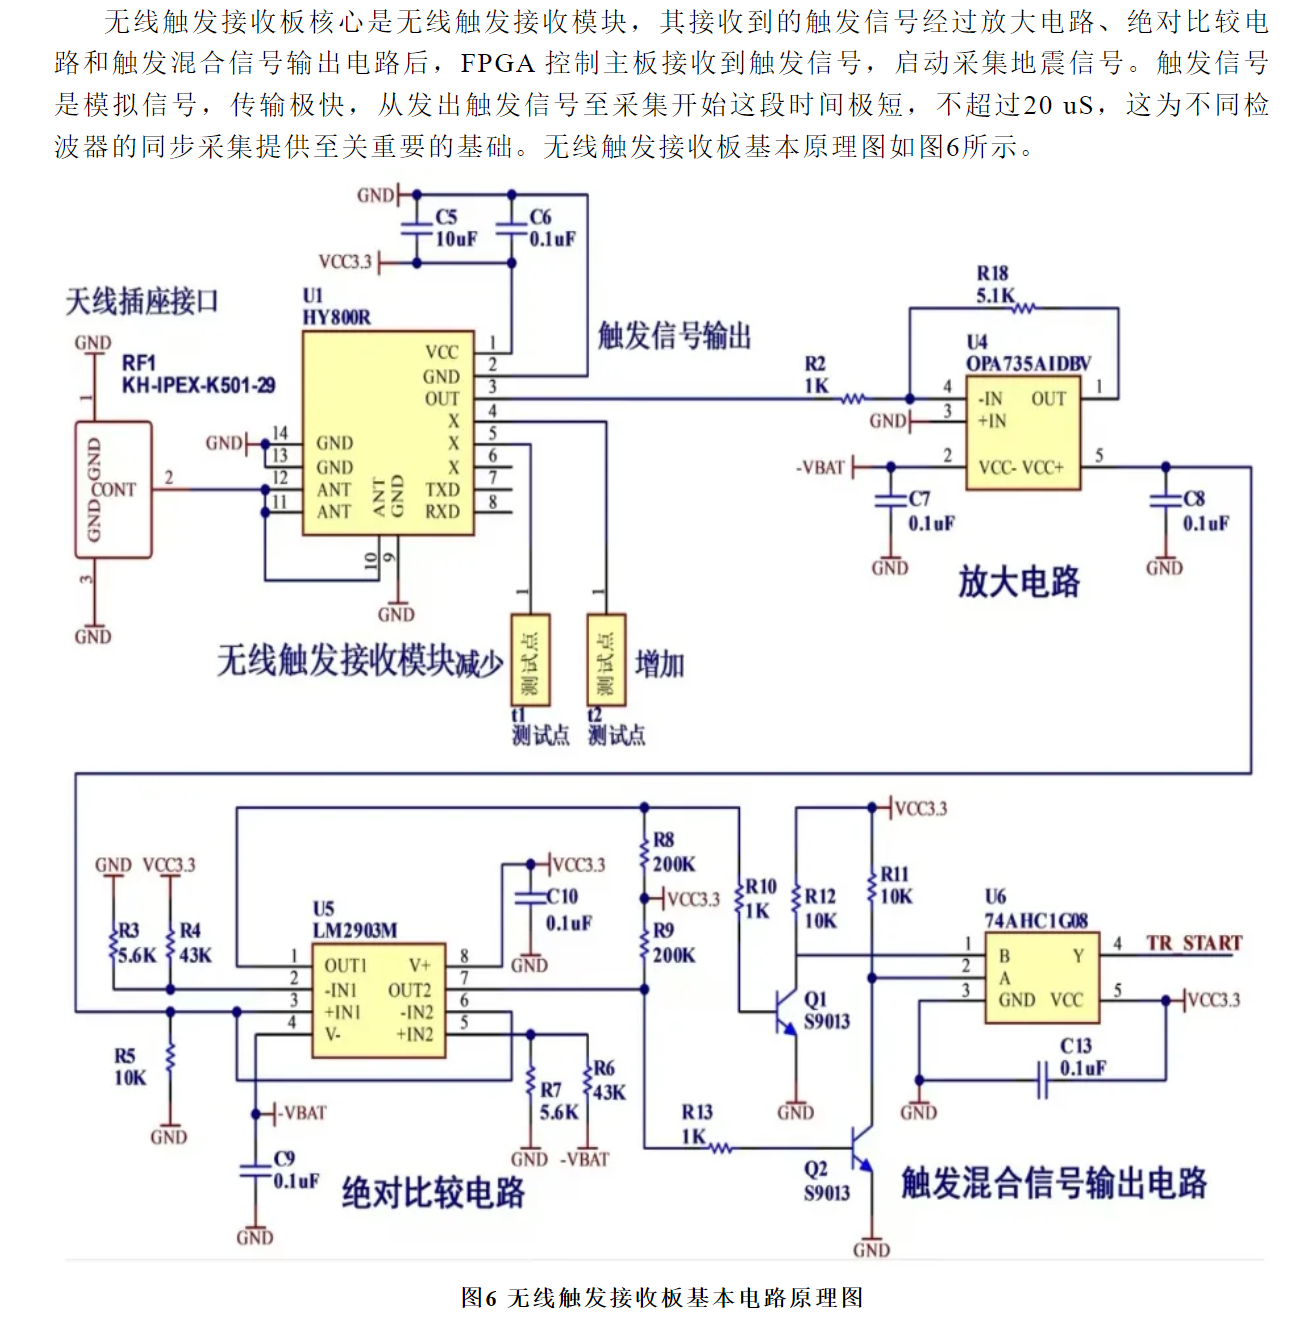 无线触发接收板核心是无线触发接收模块，其接收到的触发信号经过放大电路、绝对比较电
路和触发混合信号输出电路后，FPGA 控制主板接收到触发信号，启动采集地震信号。触发信号
是模拟信号，传输极快，从发出触发信号至采集开始这段时间极短，不超过20 uS，这为不同检
波器的同步采集提供至关重要的基础。无线触发接收板基本原理图如图6所示。
GND
C5
10uF
C6
0.1uF
VCC3.3
天线插座接口
GND
1
RF1
KH-IPEX-K501-29
GND
CONT
GND
2
3
GND
U1
HY800R
VCC 1
GND 2
OUT 3
X 4
X 5
X 6
TXD 7
RXD 8
GND
14 GND
13 GND
12 ANT
11 ANT
ANT
GND
10
9
GND
触发信号输出
1
1
无线触发接收模块
减少
测试点
t1
测试点
测试点
t2
测试点
增加
R2
1K
R18
5.1K
U4
OPA735AIDBV
4 -IN
OUT 1
GND
3 +IN
-VBAT
2 VCC-
VCC+ 5
C7
0.1uF
GND
C8
0.1uF
GND
放大电路
GND
VCC3.3
R3
5.6K
R4
43K
R5
10K
GND
U5
LM2903M
1 OUT1
2 -IN1
3 +IN1
4 V-
V+ 8
OUT2 7
-IN2 6
+IN2 5
VCC3.3
C10
0.1uF
GND
-VBAT
C9
0.1uF
GND
R7
5.6K
GND
R6
43K
-VBAT
绝对比较电路
R8
200K
VCC3.3
R9
200K
R10
1K
R12
10K
VCC3.3
R11
10K
Q1
S9013
GND
R13
1K
Q2
S9013
GND
U6
74AHC1G08
1 B
2 A
3 GND
Y 4
VCC 5
TR_START
VCC3.3
C13
0.1uF
GND
触发混合信号输出电路
图6 无线触发接收板基本电路原理图